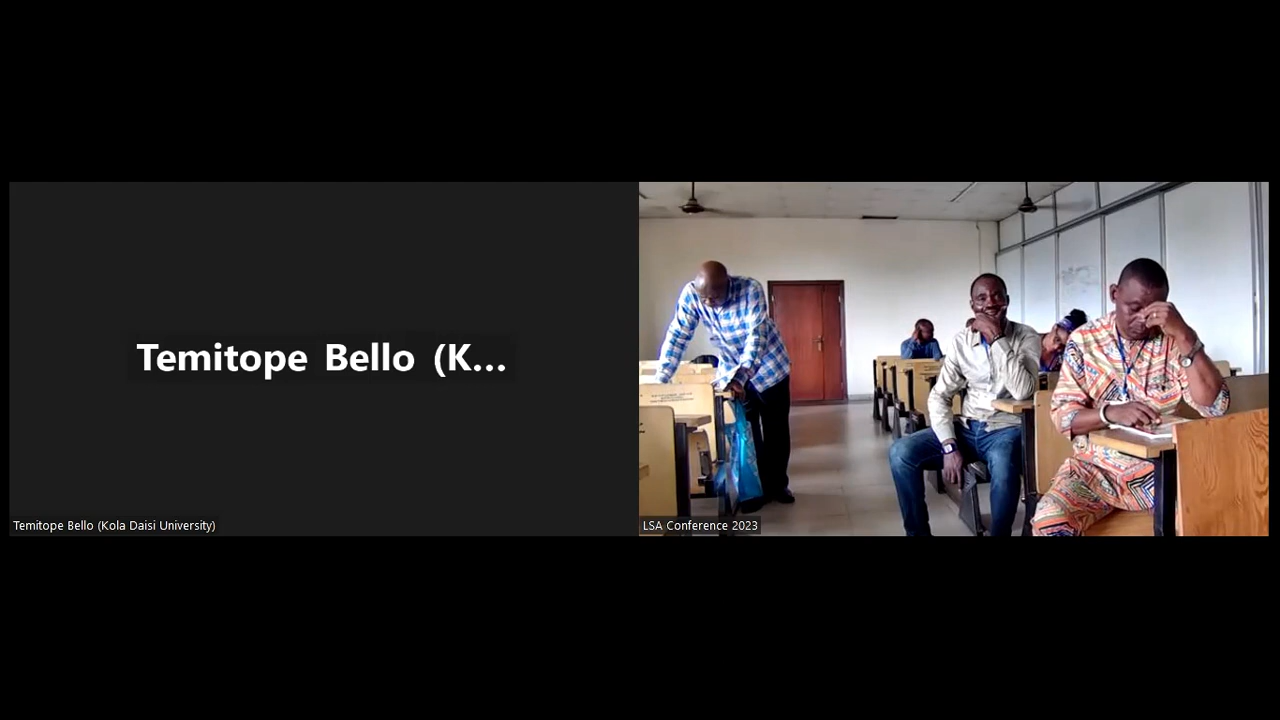 Temitope Bello (K...
Temitope Bello (Kola Daisi University)
LSA Conference 2023